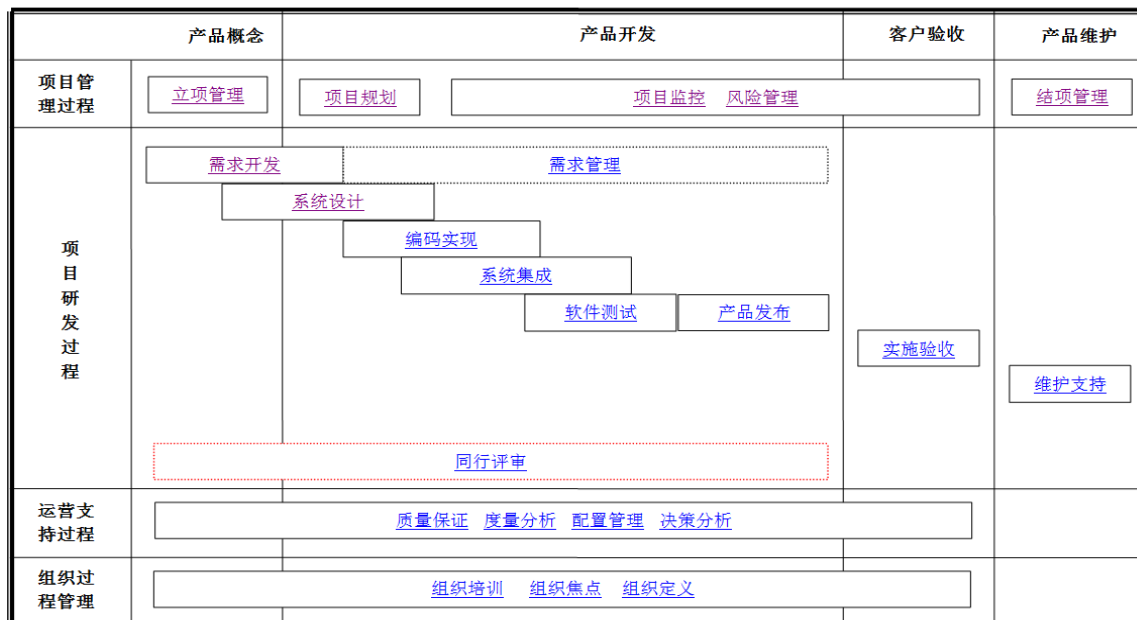 产品概念 产品开发 客户验收 产品维护
项目管
理过程
立项管理 项目规划 项目监控 风险管理 结项管理
项
目
研
发
过
程
需求开发 需求管理
系统设计
编码实现
系统集成
软件测试 产品发布
实施验收
维护支持
同行评审
运营支
持过程
质量保证 度量分析 配置管理 决策分析
组织过
程管理
组织培训 组织焦点 组织定义